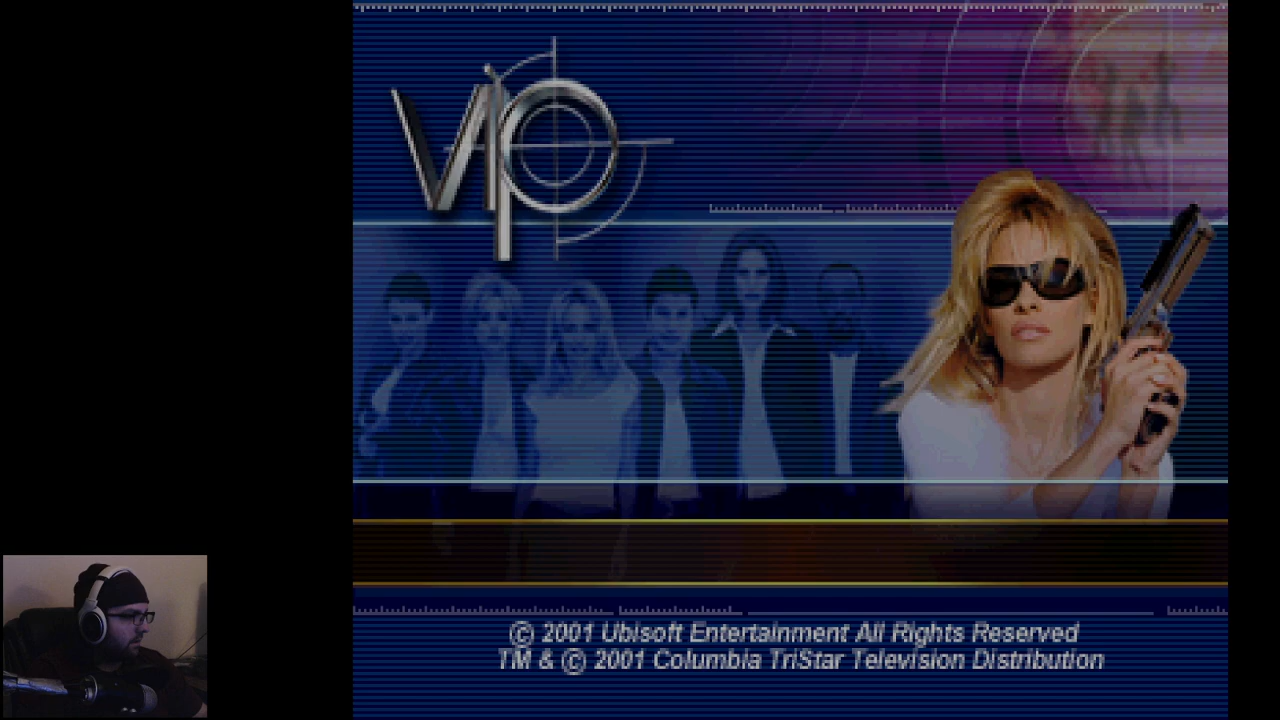 VIP
© 2001 Ubisoft Entertainment All Rights Reserved
TM & © 2001 Columbia TriStar Television Distribution